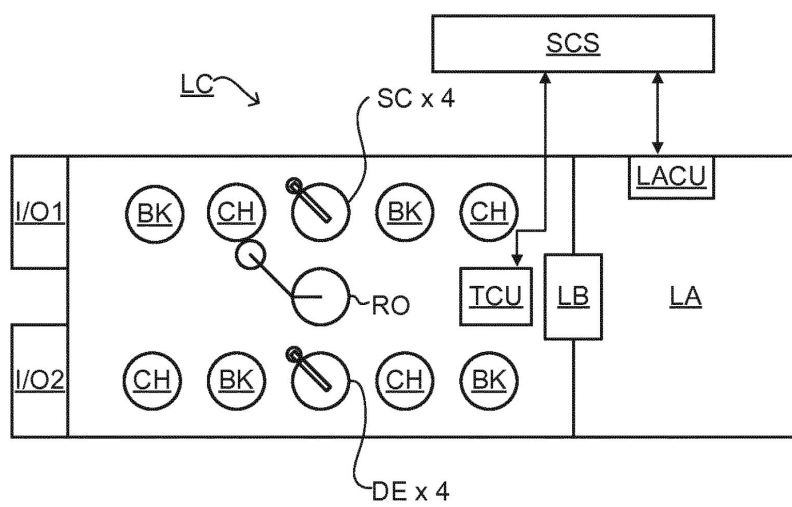 SCS
LC
SC x 4
I/O1
BK
CH
BK
CH
LACU
RO
TCU
LB
LA
I/O2
CH
BK
CH
BK
DE x 4